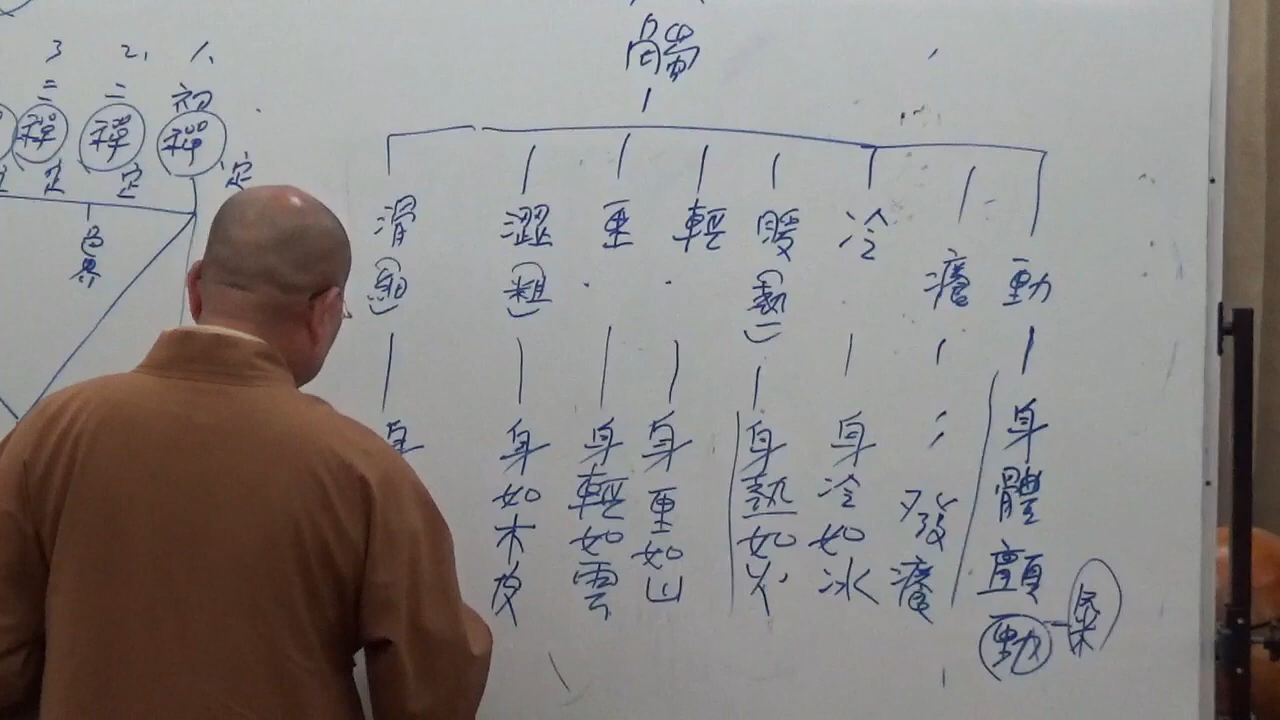 觸
動
身體顫動
癢
〃發癢
冷
身冷如冰
暖(熱)
身熱如火
輕
身重如山
重
身輕如雲
澀(粗)
身如木皮
滑(細)
身
1.
初禪定
2.
二禪定
3
三禪定
色界